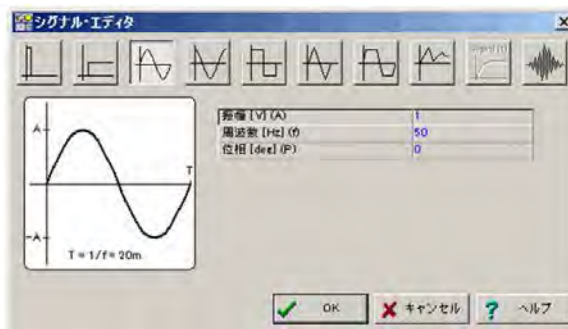 シグナル・エディタ
A
T
-A
T = 1/f= 20m
振幅 [V] (A) 1
周波数 [Hz] (f) 50
位相 [deg] (P) 0
OK
キャンセル
? ヘルプ